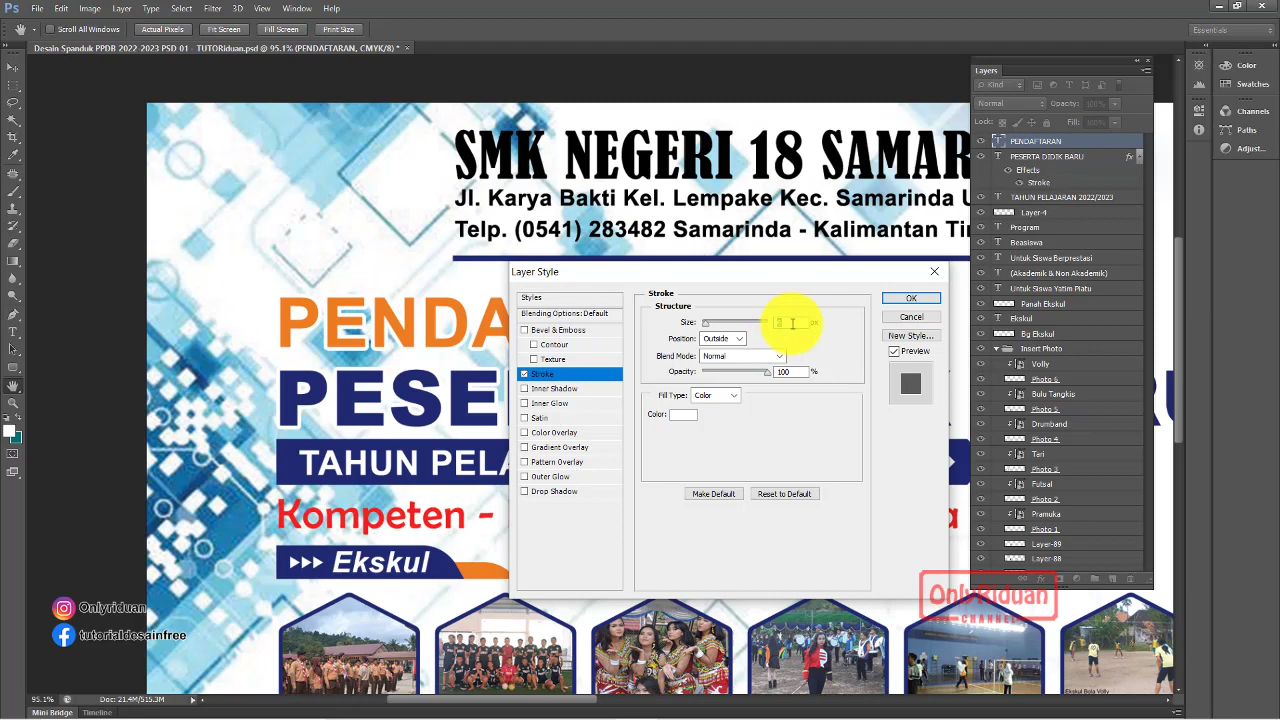 Ps File Edit Image Layer Type Select Filter 3D View Window Help
Scroll All Windows Actual Pixels Fit Screen Fill Screen Print Size Essentials
Desain Spanduk PPDB 2022-2023 PSD 01 - TUTORiduan.psd @ 95.1% (PENDAFTARAN, CMYK/8) * ×
SMK NEGERI 18 SAMAR
Jl. Karya Bakti Kel. Lempake Kec. Samarinda U
Telp. (0541) 283482 Samarinda - Kalimantan Tin
PENDA
PESE
RU
TAHUN PELA
Kompeten -
a
Ekskul
Layer Style
Styles
Blending Options: Default
Bevel & Emboss
Contour
Texture
Stroke
Inner Shadow
Inner Glow
Satin
Color Overlay
Gradient Overlay
Pattern Overlay
Outer Glow
Drop Shadow
Stroke
Structure
Size: px
Position: Outside
Blend Mode: Normal
Opacity: 100 %
Fill Type: Color
Color:
Make Default Reset to Default
OK
Cancel
New Style...
Preview
Layers
Kind
Normal Opacity: 100%
Lock: Fill: 100%
T PENDAFTARAN
T PESERTA DIDIK BARU fx
Effects
Stroke
T TAHUN PELAJARAN 2022/2023
Layer-4
T Program
T Beasiswa
T Untuk Siswa Berprestasi
T (Akademik & Non Akademik)
T Untuk Siswa Yatim Piatu
Panah Ekskul
T Ekskul
Bg Ekskul
Insert Photo
Volly
Photo 6
Bulu Tangkis
Photo 5
Drumband
Photo 4
Tari
Photo 3
Futsal
Photo 2
Pramuka
Photo 1
Layer-89
Layer-88
fx
Color
Swatches
Channels
Paths
Adjust...
Onlyriduan
tutorialdesainfree
OnlyRiduan
CHANNEL
Ekskul Bola Volly
95.1% Doc: 21.4M/515.3M
Mini Bridge Timeline